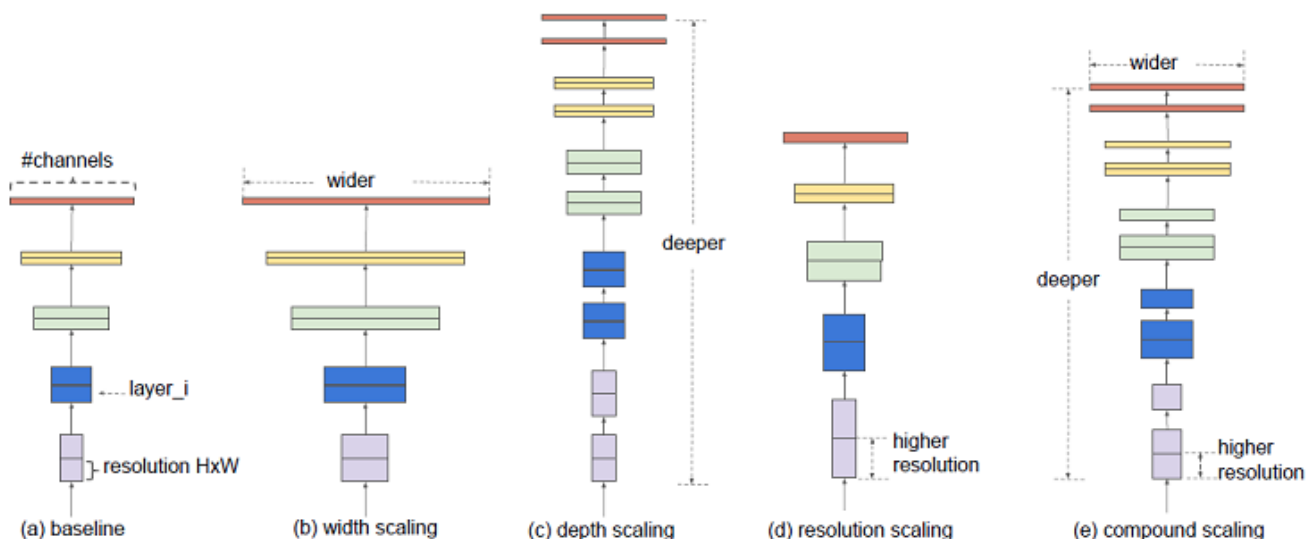 #channels
wider
layer_i
resolution HxW
(a) baseline
(b) width scaling
deeper
(c) depth scaling
higher
resolution
(d) resolution scaling
wider
deeper
higher
resolution
(e) compound scaling